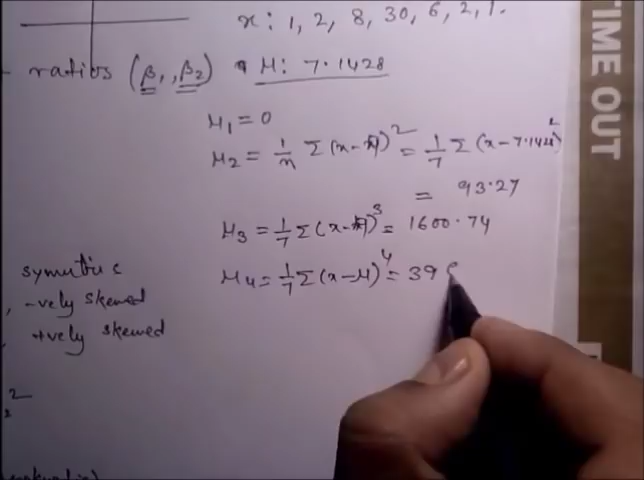 x : 1, 2, 8, 30, 6, 2, 1.
ratios (β1, β2)
M : 7.1428
μ1 = 0
μ2 = 1/n Σ (x-μ)^2 = 1/7 Σ (x-7.1428)^2
= 93.27
μ3 = 1/7 Σ (x-μ)^3 = 1600.74
μ4 = 1/7 Σ (x-μ)^4 = 39
, -vely skewed
, +vely skewed
TIME OUT